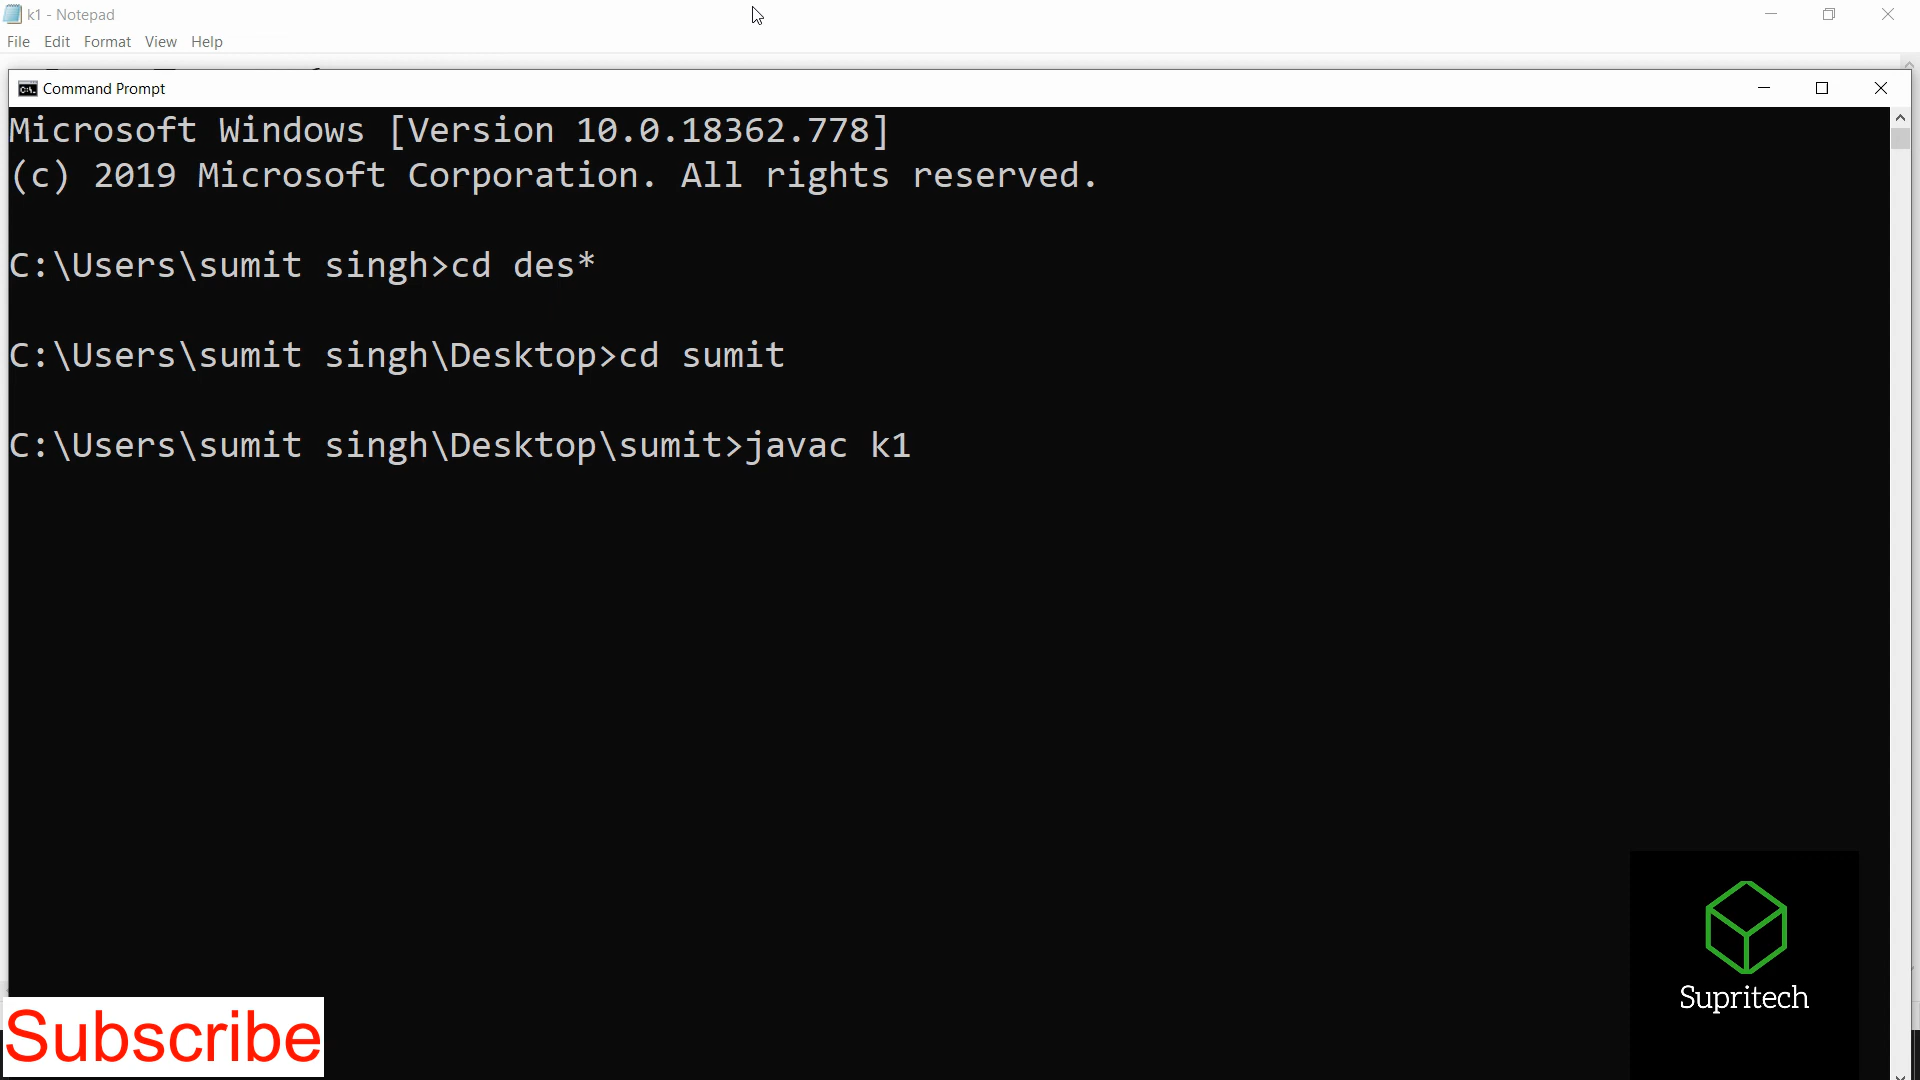 k1 - Notepad
File Edit Format View Help
Command Prompt
Microsoft Windows [Version 10.0.18362.778]
(c) 2019 Microsoft Corporation. All rights reserved.
C:\Users\sumit singh>cd des*
C:\Users\sumit singh\Desktop>cd sumit
C:\Users\sumit singh\Desktop\sumit>javac k1
Supritech
Subscribe